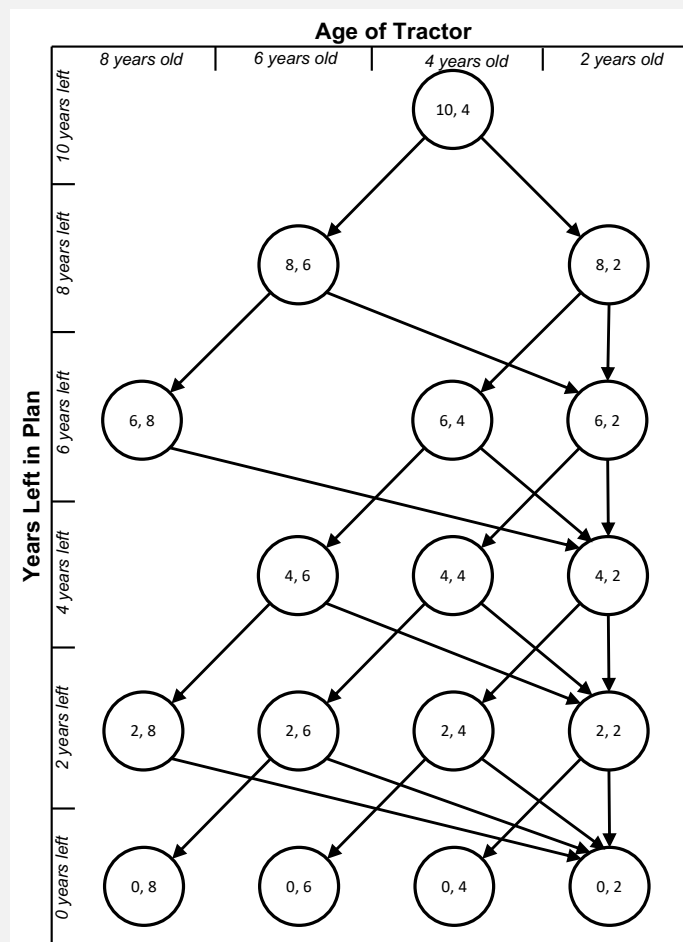 Age of Tractor
8 years old
6 years old
4 years old
2 years old
Years Left in Plan
10 years left
10, 4
8 years left
8, 6
8, 2
6 years left
6, 8
6, 4
6, 2
4 years left
4, 6
4, 4
4, 2
2 years left
2, 8
2, 6
2, 4
2, 2
0 years left
0, 8
0, 6
0, 4
0, 2